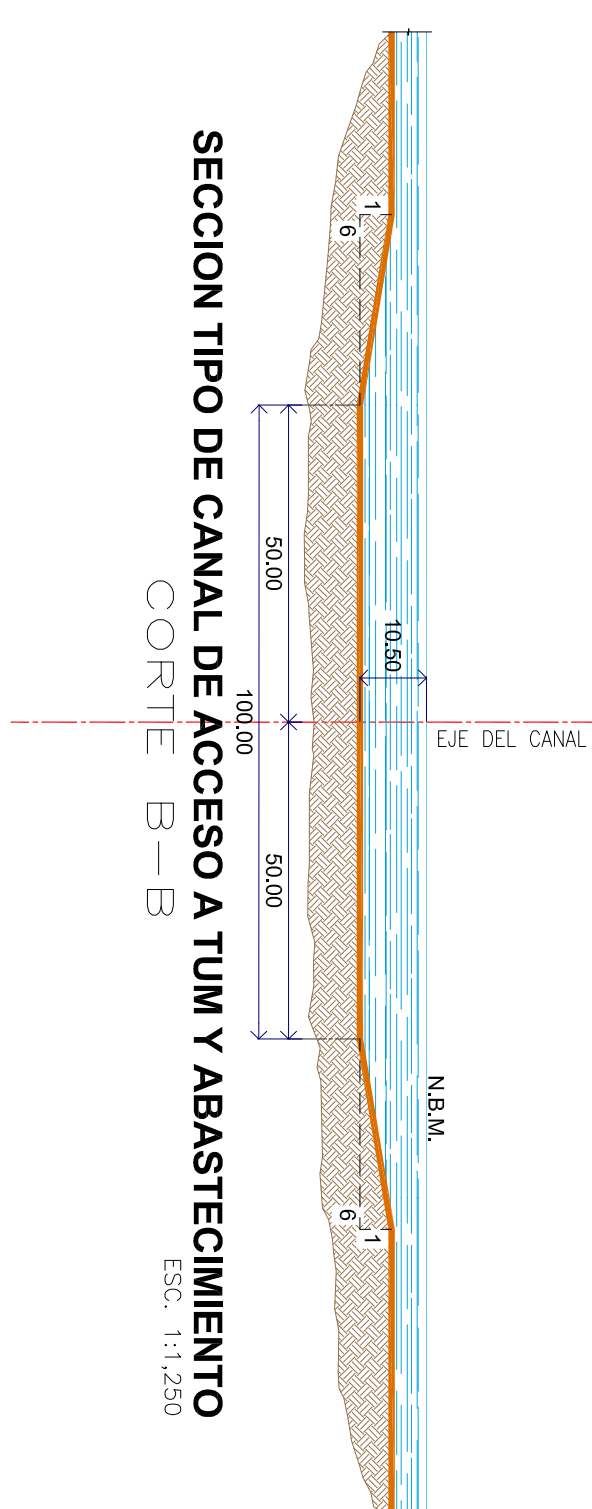 EJE DEL CANAL
N.B.M.
10.50
1
6
6
1
50.00
50.00
100.00
SECCION TIPO DE CANAL DE ACCESO A TUM Y ABASTECIMIENTO
CORTE B-B
ESC. 1:1,250